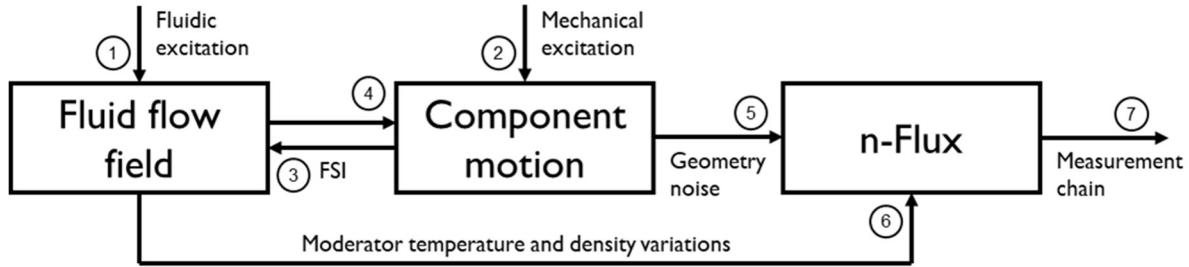 Fluidic
excitation
1
Mechanical
excitation
2
Fluid flow
field
4
3
FSI
Component
motion
5
Geometry
noise
n-Flux
7
Measurement
chain
6
Moderator temperature and density variations